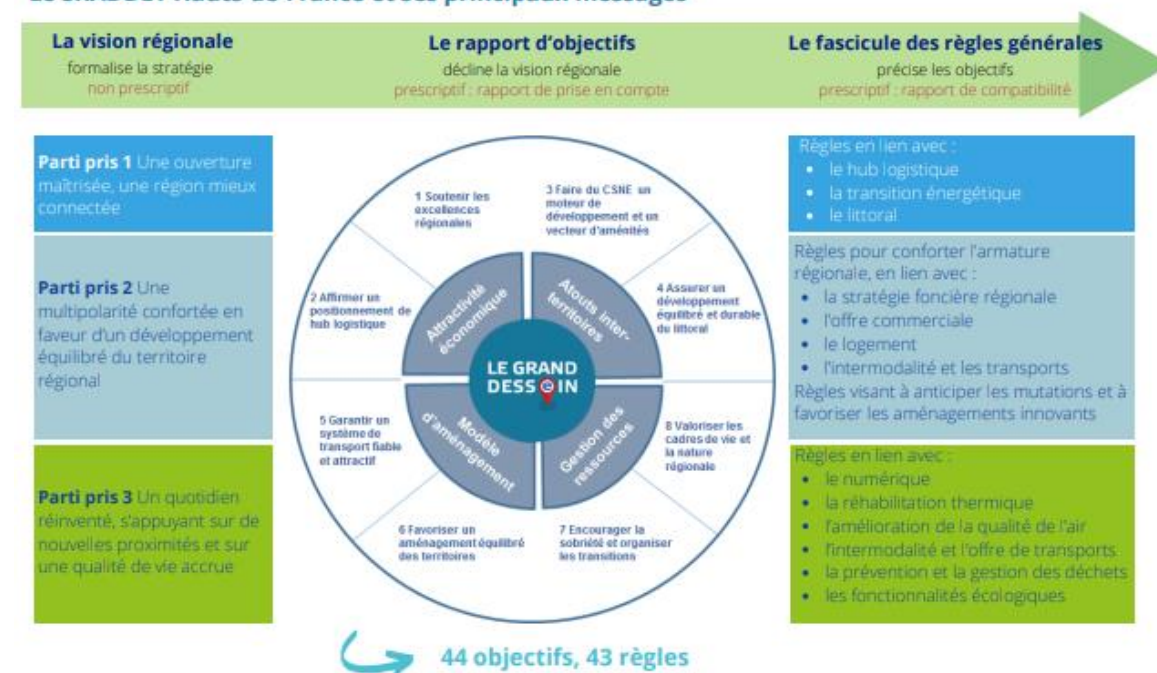 La vision régionale
formalise la stratégie
non prescriptif
Le rapport d'objectifs
décline la vision régionale
prescriptif : rapport de prise en compte
Le fascicule des règles générales
précise les objectifs
prescriptif : rapport de compatibilité
Parti pris 1 Une ouverture
maîtrisée, une région mieux
connectée
Parti pris 2 Une
multipolarité confortée en
faveur d'un développement
équilibré du territoire
régional
Parti pris 3 Un quotidien
réinventé, s'appuyant sur de
nouvelles proximités et sur
une qualité de vie accrue
1 Soutenir les
excellences
régionales
3 Faire du CSNE un
moteur de
développement et un
vecteur d'aménités
2 Affirmer un
positionnement de
hub logistique
4 Assurer un
développement
équilibré et durable
du littoral
Attractivité
économique
Atouts inter-
territoires
LE GRAND
DESSEIN
5 Garantir un
système de
transport fiable
et attractif
Modèle
d'aménagement
Gestion des
ressources
8 Valoriser les
cadres de vie et
la nature
régionale
6 Favoriser un
aménagement équilibré
des territoires
7 Encourager la
sobriété et organiser
les transitions
Règles en lien avec :
• le hub logistique
• la transition énergétique
• le littoral
Règles pour conforter l'armature
régionale, en lien avec :
• la stratégie foncière régionale
• l'offre commerciale
• le logement
• l'intermodalité et les transports
Règles visant à anticiper les mutations et à
favoriser les aménagements innovants
Règles en lien avec :
• le numérique
• la réhabilitation thermique
• l'amélioration de la qualité de l'air
• l'intermodalité et l'offre de transports
• la prévention et la gestion des déchets
• les fonctionnalités écologiques
44 objectifs, 43 règles